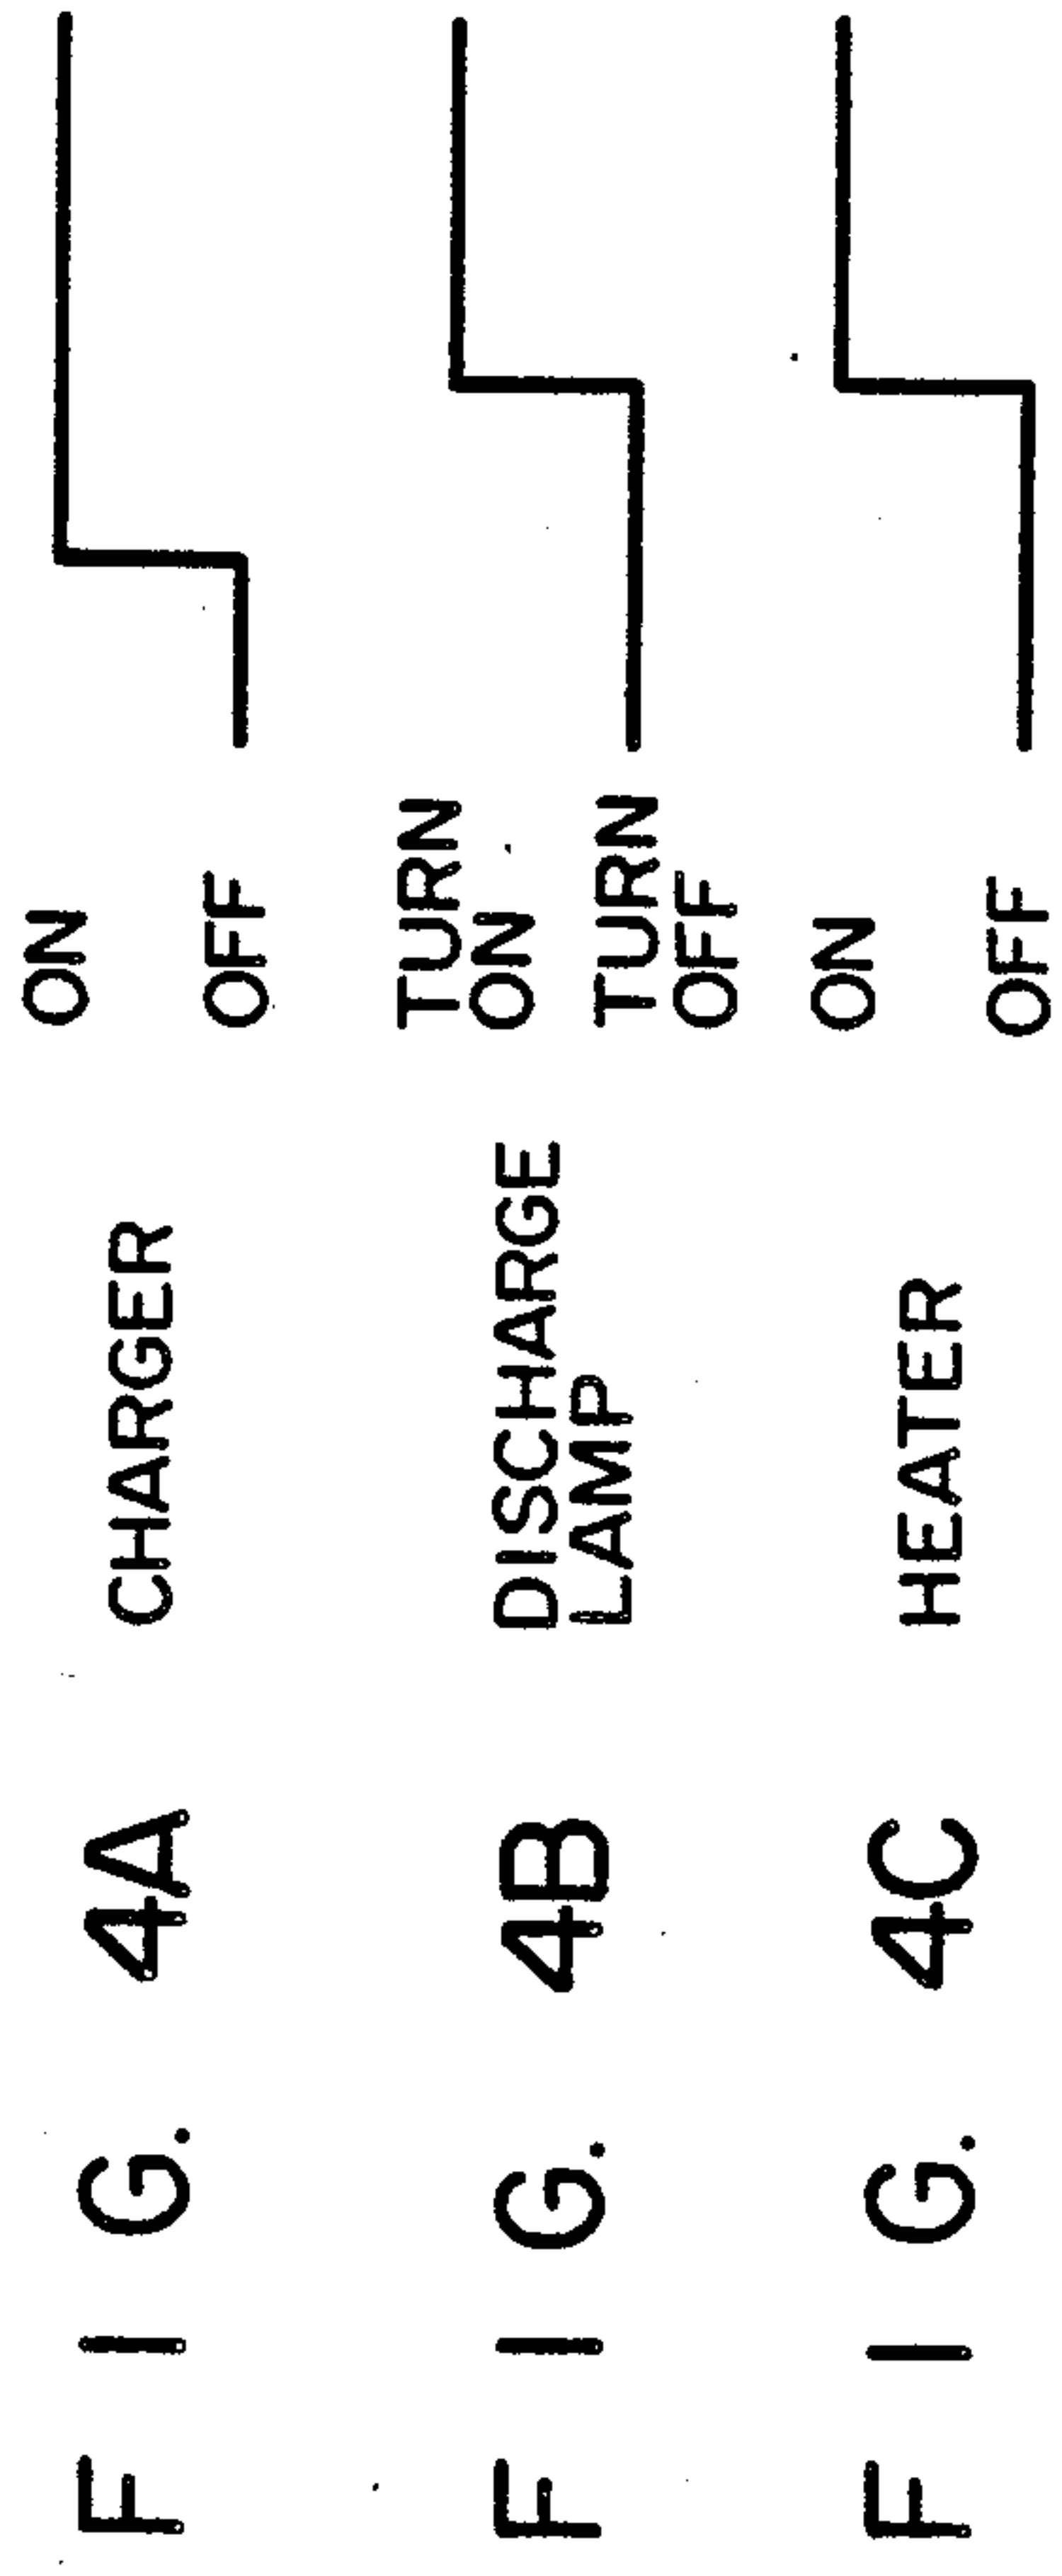 FIG. 4A CHARGER
ON
OFF
FIG. 4B DISCHARGE
LAMP
TURN
ON
TURN
OFF
FIG. 4C HEATER
ON
OFF